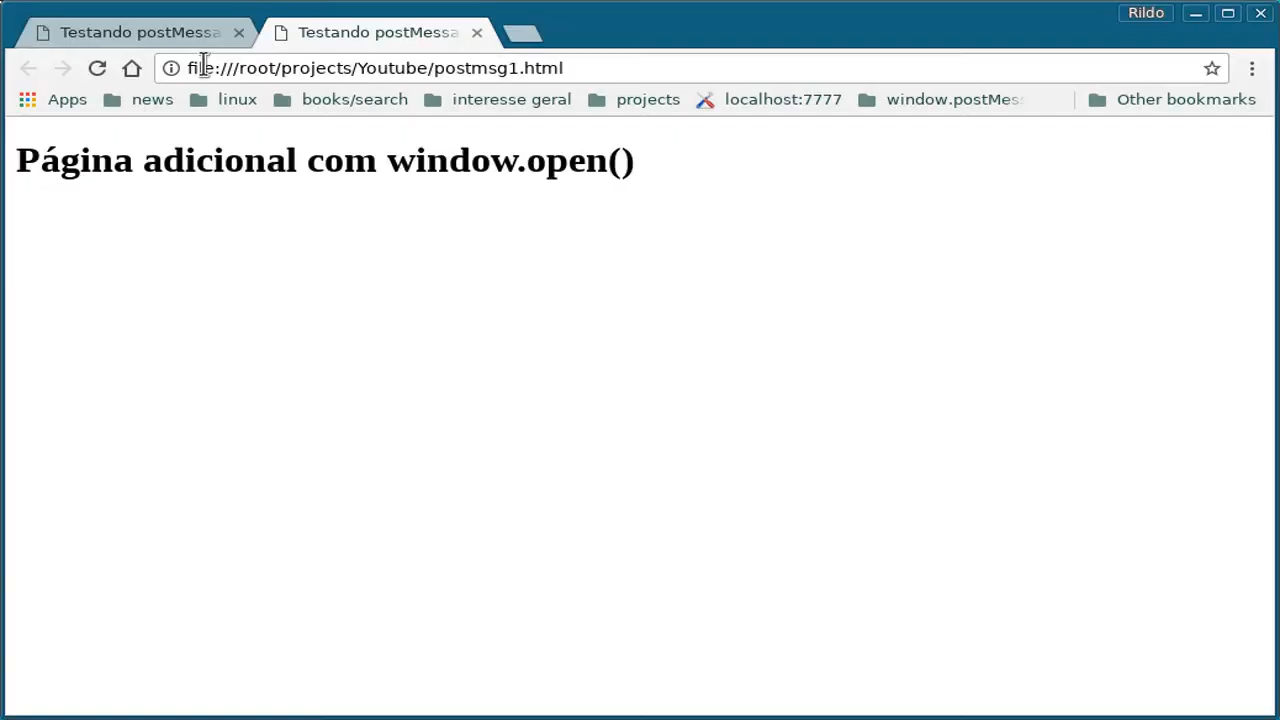 Rildo
Testando postMessa
Testando postMessa
file:///root/projects/Youtube/postmsg1.html
Apps news linux books/search interesse geral projects localhost:7777 window.postMes Other bookmarks
Página adicional com window.open()